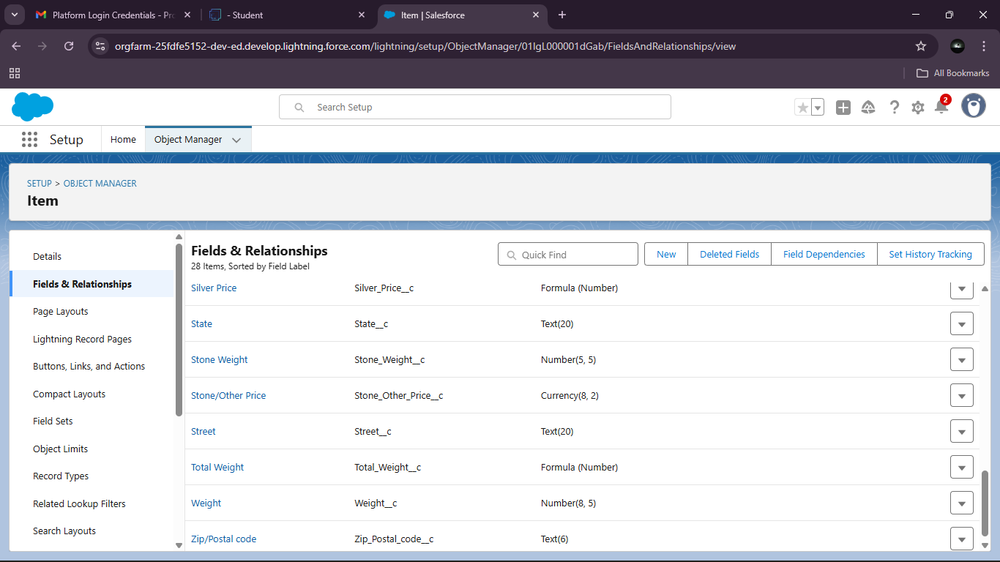 Platform Login Credentials - Pro
- Student
Item | Salesforce
orgfarm-25fdfe5152-dev-ed.develop.lightning.force.com/lightning/setup/ObjectManager/01IgL000001dGab/FieldsAndRelationships/view
All Bookmarks
Search Setup
2
Setup
Home
Object Manager
SETUP > OBJECT MANAGER
Item
Details
Fields & Relationships
Page Layouts
Lightning Record Pages
Buttons, Links, and Actions
Compact Layouts
Field Sets
Object Limits
Record Types
Related Lookup Filters
Search Layouts
Fields & Relationships
28 Items, Sorted by Field Label
Quick Find
New
Deleted Fields
Field Dependencies
Set History Tracking
Silver Price Silver_Price__c Formula (Number)
State State__c Text(20)
Stone Weight Stone_Weight__c Number(5, 5)
Stone/Other Price Stone_Other_Price__c Currency(8, 2)
Street Street__c Text(20)
Total Weight Total_Weight__c Formula (Number)
Weight Weight__c Number(8, 5)
Zip/Postal code Zip_Postal_code__c Text(6)